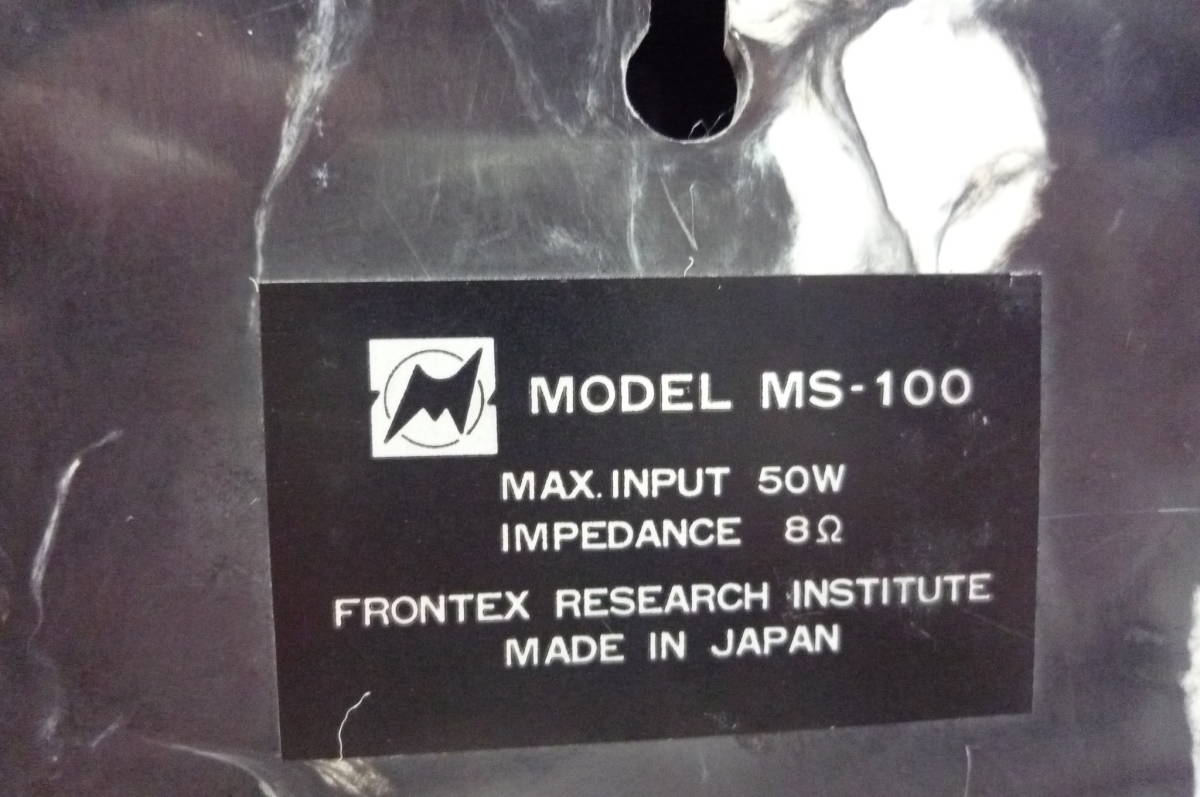 MODEL MS-100
MAX. INPUT 50W
IMPEDANCE 8Ω
FRONTEX RESEARCH INSTITUTE
MADE IN JAPAN